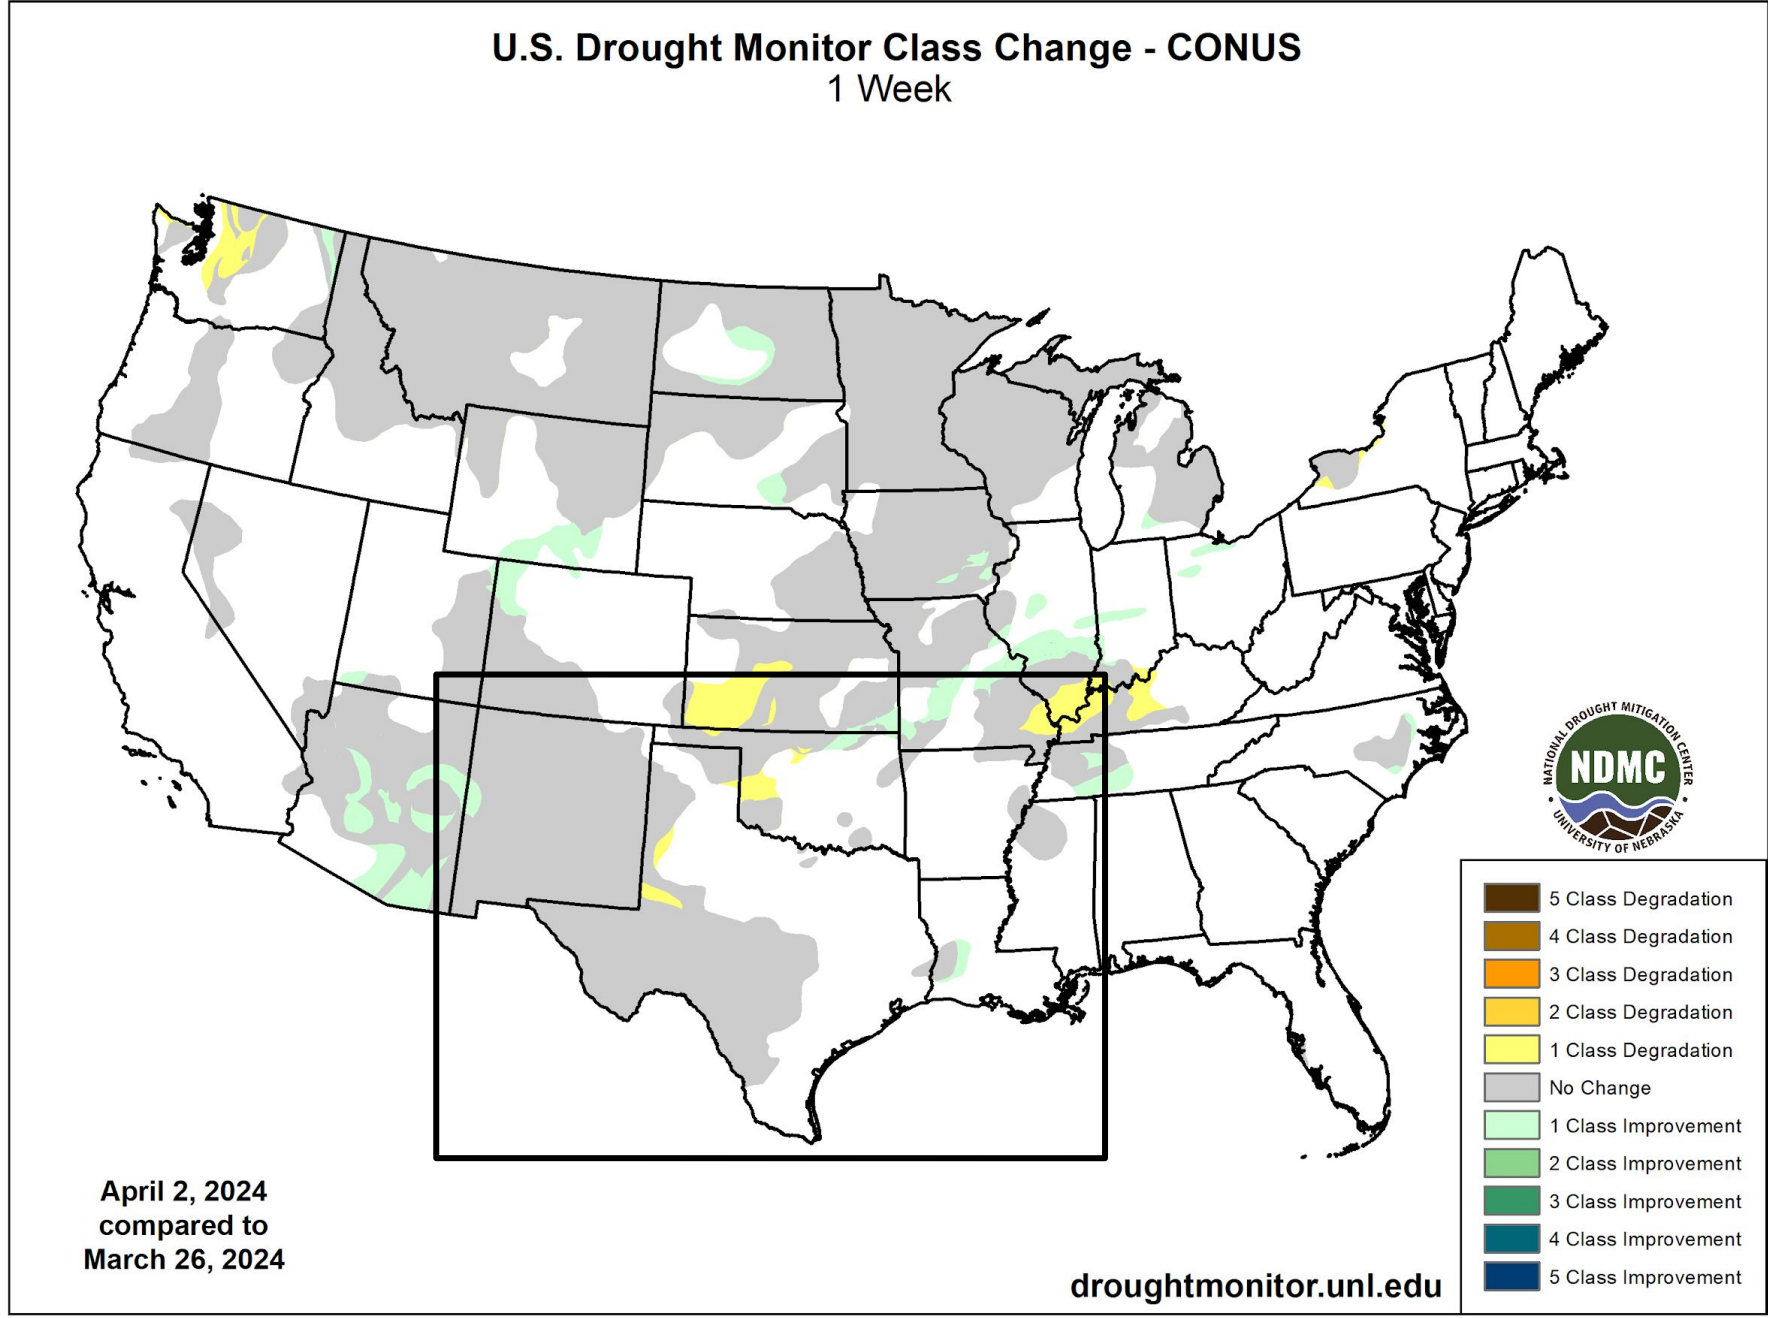 U.S. Drought Monitor Class Change - CONUS
1 Week
NATIONAL DROUGHT MITIGATION CENTER
NDMC
UNIVERSITY OF NEBRASKA
5 Class Degradation
4 Class Degradation
3 Class Degradation
2 Class Degradation
1 Class Degradation
No Change
1 Class Improvement
2 Class Improvement
3 Class Improvement
4 Class Improvement
5 Class Improvement
April 2, 2024
compared to
March 26, 2024
droughtmonitor.unl.edu